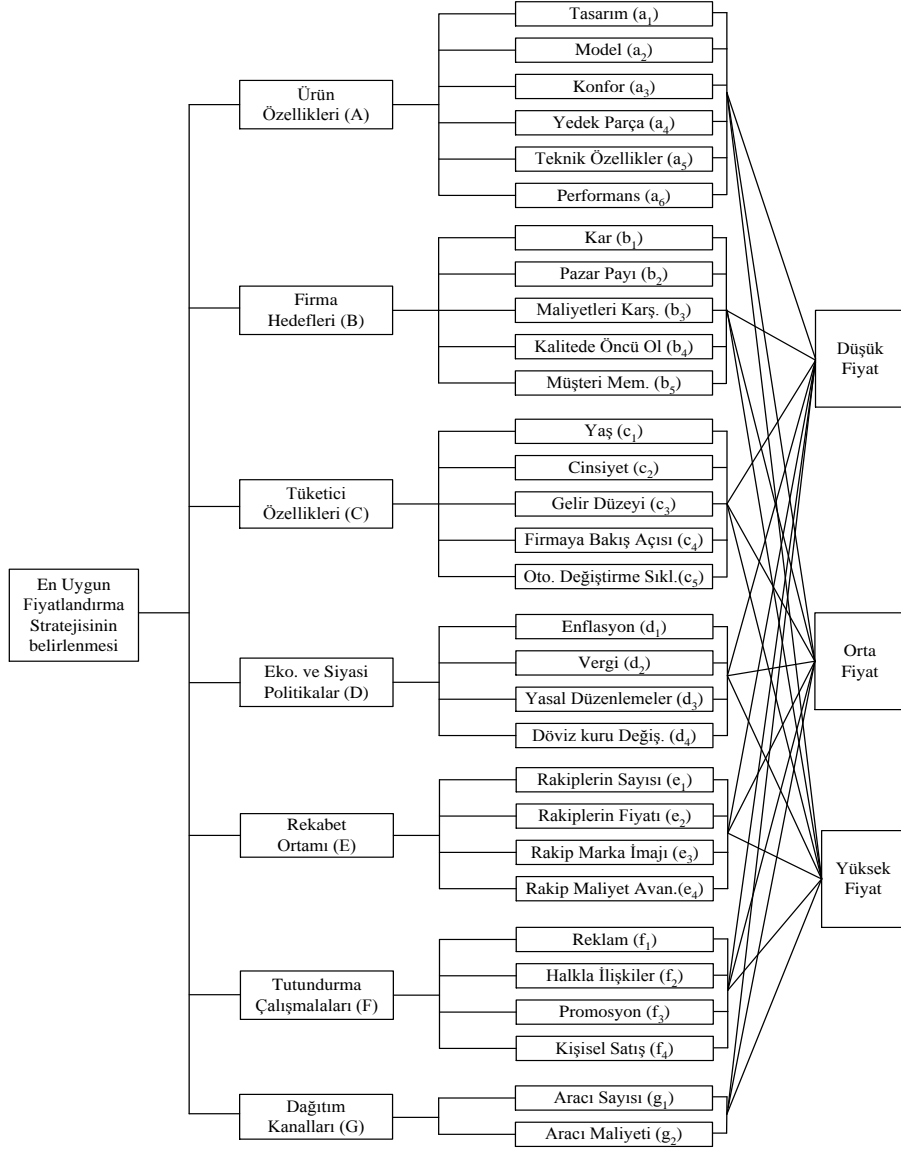 Tasarım (a₁)
Model (a₂)
Konfor (a₃)
Yedek Parça (a₄)
Teknik Özellikler (a₅)
Performans (a₆)
Ürün
Özellikleri (A)
Kar (b₁)
Pazar Payı (b₂)
Maliyetleri Karş. (b₃)
Kalitede Öncü Ol (b₄)
Müşteri Mem. (b₅)
Firma
Hedefleri (B)
Yaş (c₁)
Cinsiyet (c₂)
Gelir Düzeyi (c₃)
Firmaya Bakış Açısı (c₄)
Oto. Değiştirme Sıkl.(c₅)
Tüketici
Özellikleri (C)
En Uygun
Fiyatlandırma
Stratejisinin
belirlenmesi
Enflasyon (d₁)
Vergi (d₂)
Yasal Düzenlemeler (d₃)
Döviz kuru Değiş. (d₄)
Eko. ve Siyasi
Politikalar (D)
Rakiplerin Sayısı (e₁)
Rakiplerin Fiyatı (e₂)
Rakip Marka İmajı (e₃)
Rakip Maliyet Avan.(e₄)
Rekabet
Ortamı (E)
Reklam (f₁)
Halkla İlişkiler (f₂)
Promosyon (f₃)
Kişisel Satış (f₄)
Tutundurma
Çalışmalaları (F)
Aracı Sayısı (g₁)
Aracı Maliyeti (g₂)
Dağıtım
Kanalları (G)
Düşük
Fiyat
Orta
Fiyat
Yüksek
Fiyat